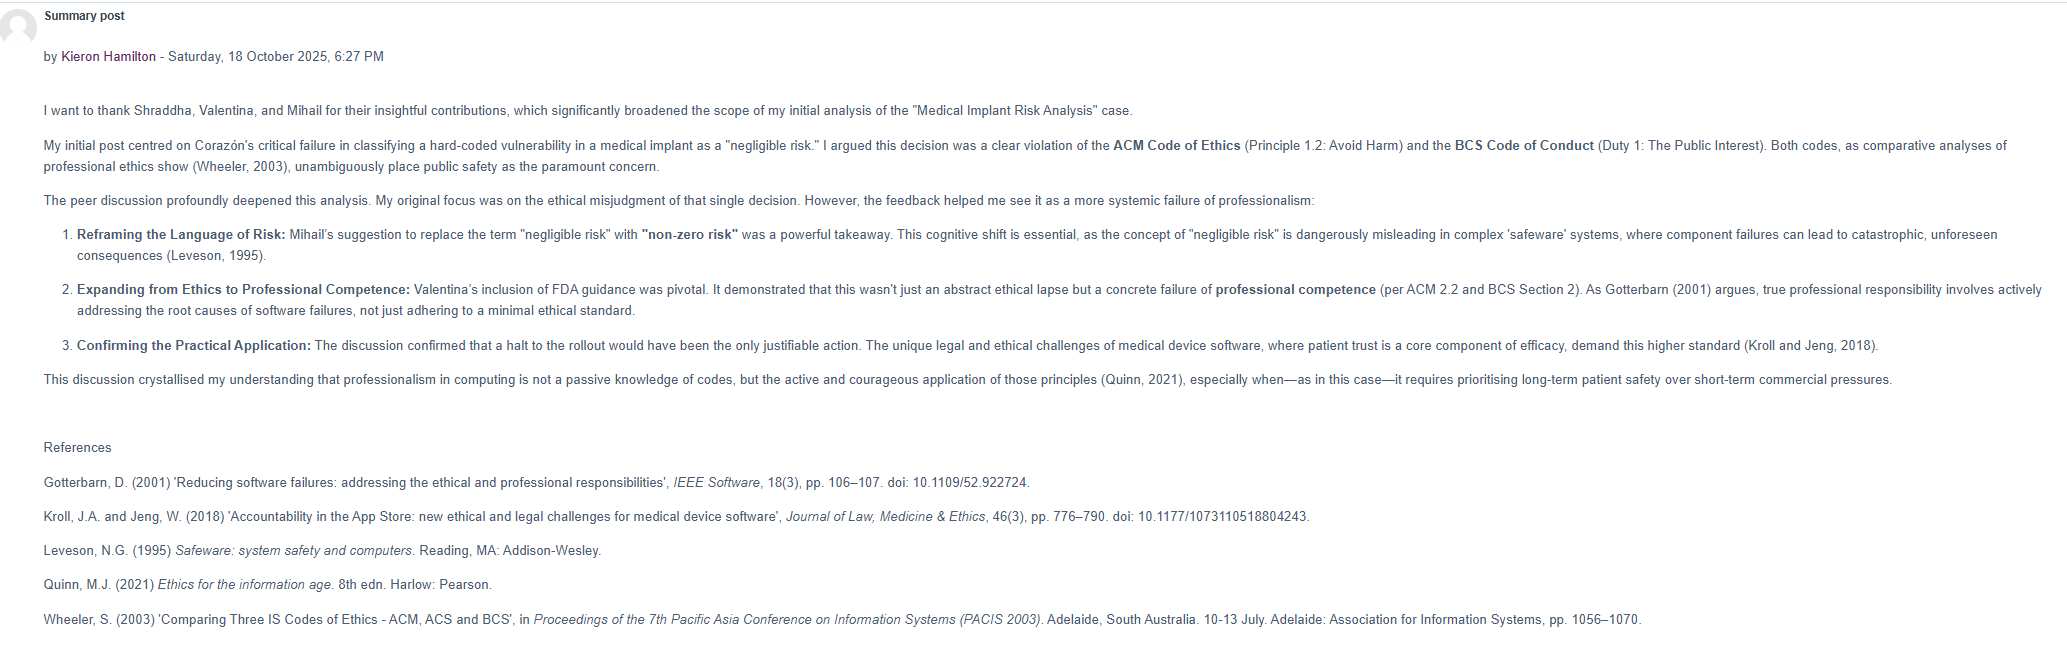 Summary post
by Kieron Hamilton - Saturday, 18 October 2025, 6:27 PM
I want to thank Shraddha, Valentina, and Mihail for their insightful contributions, which significantly broadened the scope of my initial analysis of the "Medical Implant Risk Analysis" case.
My initial post centred on Corazón's critical failure in classifying a hard-coded vulnerability in a medical implant as a "negligible risk." I argued this decision was a clear violation of the ACM Code of Ethics (Principle 1.2: Avoid Harm) and the BCS Code of Conduct (Duty 1: The Public Interest). Both codes, as comparative analyses of
professional ethics show (Wheeler, 2003), unambiguously place public safety as the paramount concern.
The peer discussion profoundly deepened this analysis. My original focus was on the ethical misjudgment of that single decision. However, the feedback helped me see it as a more systemic failure of professionalism:
1. Reframing the Language of Risk: Mihail's suggestion to replace the term "negligible risk" with "non-zero risk" was a powerful takeaway. This cognitive shift is essential, as the concept of "negligible risk" is dangerously misleading in complex 'safeware' systems, where component failures can lead to catastrophic, unforeseen
consequences (Leveson, 1995).
2. Expanding from Ethics to Professional Competence: Valentina's inclusion of FDA guidance was pivotal. It demonstrated that this wasn't just an abstract ethical lapse but a concrete failure of professional competence (per ACM 2.2 and BCS Section 2). As Gotterbarn (2001) argues, true professional responsibility involves actively
addressing the root causes of software failures, not just adhering to a minimal ethical standard.
3. Confirming the Practical Application: The discussion confirmed that a halt to the rollout would have been the only justifiable action. The unique legal and ethical challenges of medical device software, where patient trust is a core component of efficacy, demand this higher standard (Kroll and Jeng, 2018).
This discussion crystallised my understanding that professionalism in computing is not a passive knowledge of codes, but the active and courageous application of those principles (Quinn, 2021), especially when—as in this case—it requires prioritising long-term patient safety over short-term commercial pressures.
References
Gotterbarn, D. (2001) 'Reducing software failures: addressing the ethical and professional responsibilities', IEEE Software, 18(3), pp. 106–107. doi: 10.1109/52.922724.
Kroll, J.A. and Jeng, W. (2018) 'Accountability in the App Store: new ethical and legal challenges for medical device software', Journal of Law, Medicine & Ethics, 46(3), pp. 776–790. doi: 10.1177/1073110518804243.
Leveson, N.G. (1995) Safeware: system safety and computers. Reading, MA: Addison-Wesley.
Quinn, M.J. (2021) Ethics for the information age. 8th edn. Harlow: Pearson.
Wheeler, S. (2003) 'Comparing Three IS Codes of Ethics - ACM, ACS and BCS', in Proceedings of the 7th Pacific Asia Conference on Information Systems (PACIS 2003). Adelaide, South Australia. 10-13 July. Adelaide: Association for Information Systems, pp. 1056–1070.